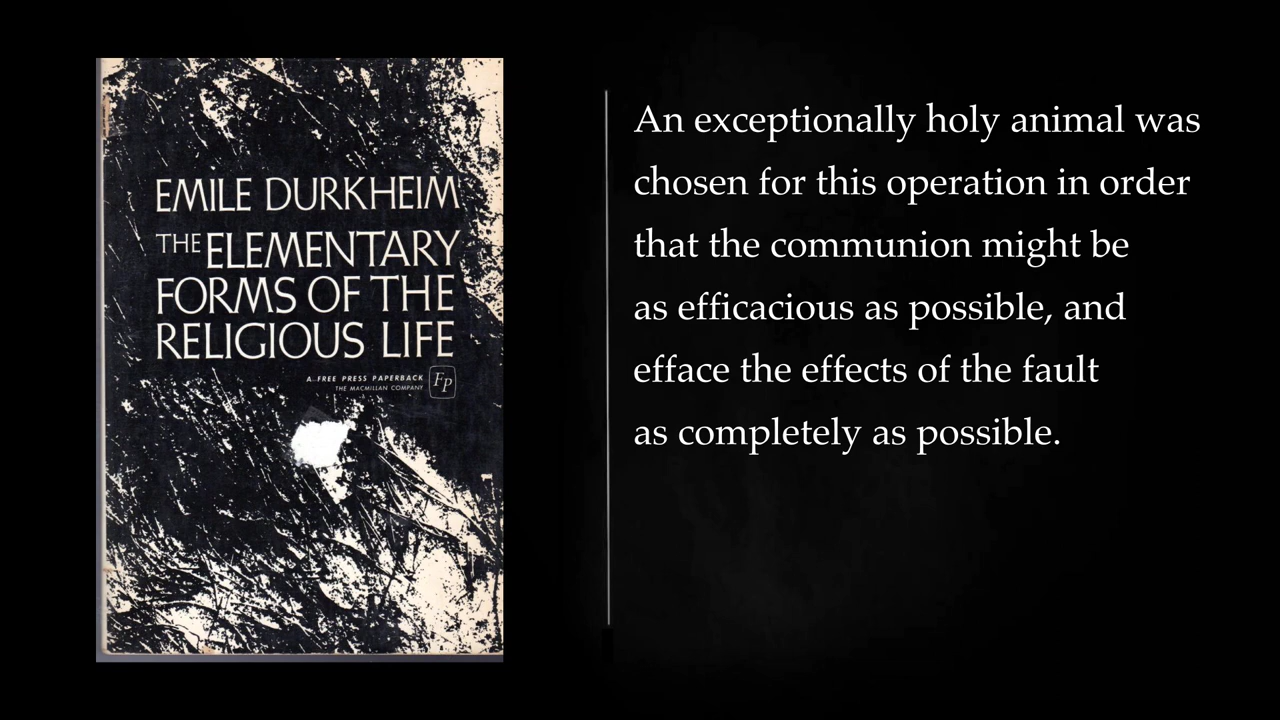 EMILE DURKHEIM
THE ELEMENTARY
FORMS OF THE
RELIGIOUS LIFE
A FREE PRESS PAPERBACK
THE MACMILLAN COMPANY
FP
An exceptionally holy animal was
chosen for this operation in order
that the communion might be
as efficacious as possible, and
efface the effects of the fault
as completely as possible.